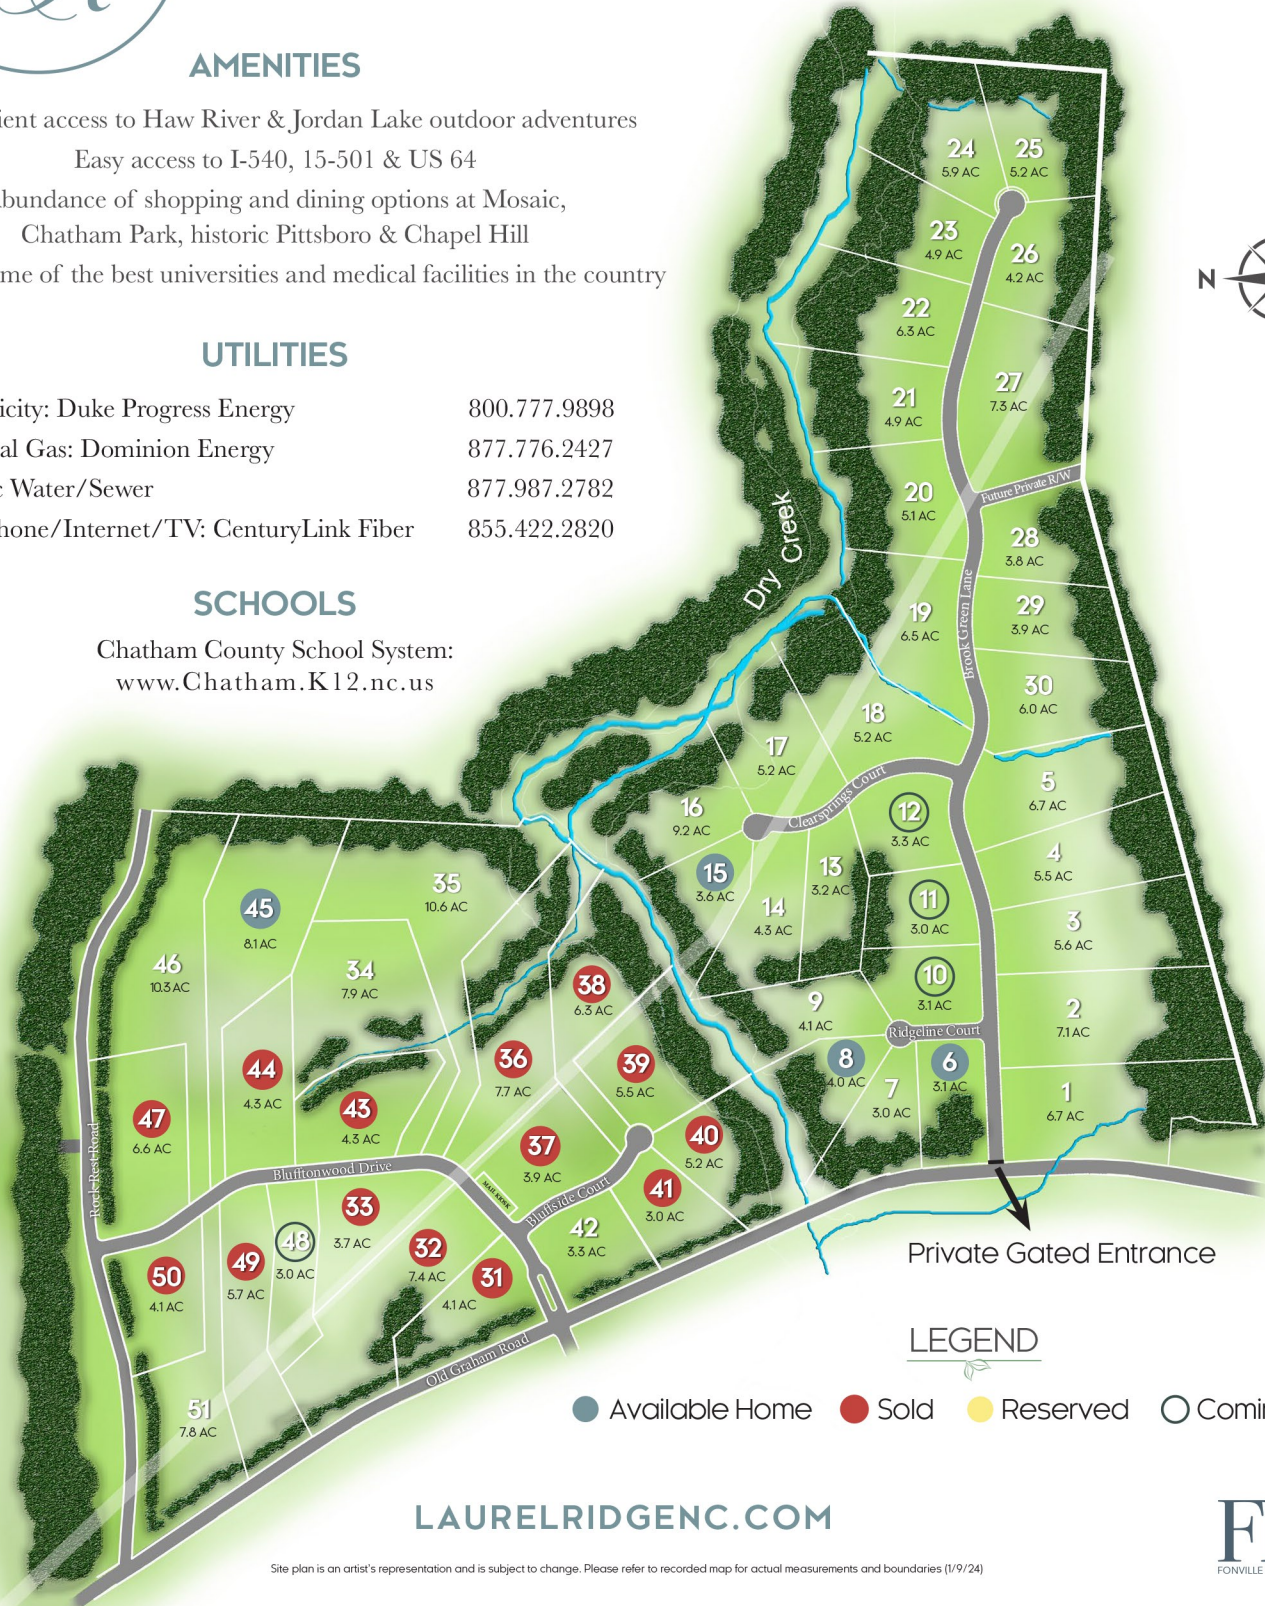 AMENITIES
ient access to Haw River & Jordan Lake outdoor adventures
Easy access to I-540, 15-501 & US 64
bundance of shopping and dining options at Mosaic,
Chatham Park, historic Pittsboro & Chapel Hill
me of the best universities and medical facilities in the country
UTILITIES
icity: Duke Progress Energy 800.777.9898
al Gas: Dominion Energy 877.776.2427
c Water/Sewer 877.987.2782
hone/Internet/TV: CenturyLink Fiber 855.422.2820
SCHOOLS
Chatham County School System:
www.Chatham.K12.nc.us
N
24
5.9 AC
25
5.2 AC
23
4.9 AC
26
4.2 AC
22
6.3 AC
27
7.3 AC
21
4.9 AC
20
5.1 AC
Future Private R/W
28
3.8 AC
Dry Creek
Brook Green Lane
19
6.5 AC
29
3.9 AC
30
6.0 AC
18
5.2 AC
17
5.2 AC
Clearsprings Court
5
6.7 AC
16
9.2 AC
12
3.3 AC
4
5.5 AC
15
3.6 AC
13
3.2 AC
14
4.3 AC
11
3.0 AC
3
5.6 AC
10
3.1 AC
9
4.1 AC
2
7.1 AC
Ridgeline Court
8
4.0 AC
7
3.0 AC
6
3.1 AC
1
6.7 AC
35
10.6 AC
45
8.1 AC
46
10.3 AC
34
7.9 AC
38
6.3 AC
36
7.7 AC
39
5.5 AC
44
4.3 AC
43
4.3 AC
47
6.6 AC
37
3.9 AC
40
5.2 AC
41
3.0 AC
42
3.3 AC
Rock Rest Road
Blufftonwood Drive
MAIL KIOSK
Bluffside Court
33
3.7 AC
48
3.0 AC
32
7.4 AC
31
4.1 AC
49
5.7 AC
50
4.1 AC
51
7.8 AC
Old Graham Road
Private Gated Entrance
LEGEND
Available Home Sold Reserved Comin
LAURELRIDGENC.COM
F
FONVILLE
Site plan is an artist's representation and is subject to change. Please refer to recorded map for actual measurements and boundaries (1/9/24)